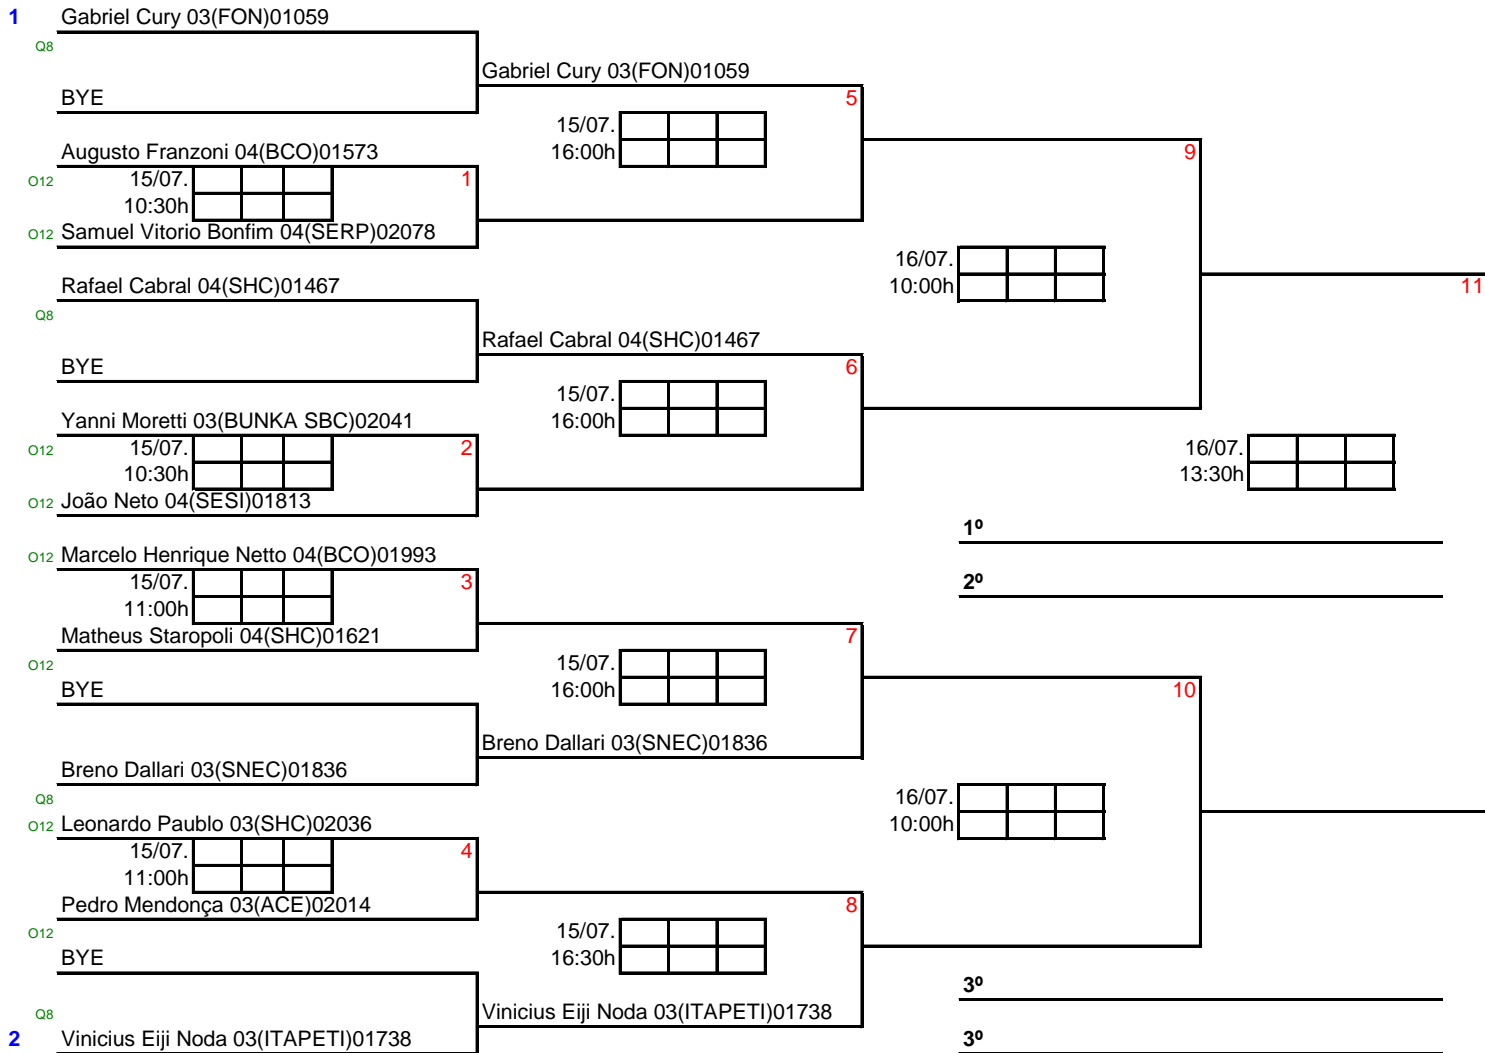 1 Gabriel Cury 03(FON)01059
Q8
Gabriel Cury 03(FON)01059
BYE
5
15/07.
16:00h
Augusto Franzoni 04(BCO)01573
9
O12 15/07. 1
10:30h
O12 Samuel Vitorio Bonfim 04(SERP)02078
16/07.
10:00h
Rafael Cabral 04(SHC)01467
11
Q8
Rafael Cabral 04(SHC)01467
BYE
6
15/07.
16:00h
Yanni Moretti 03(BUNKA SBC)02041
O12 15/07. 2
10:30h
16/07.
13:30h
O12 João Neto 04(SESI)01813
1º
O12 Marcelo Henrique Netto 04(BCO)01993
15/07. 3
11:00h
2º
Matheus Staropoli 04(SHC)01621
7
O12
15/07.
16:00h
BYE
10
Breno Dallari 03(SNEC)01836
Breno Dallari 03(SNEC)01836
Q8
16/07.
10:00h
O12 Leonardo Paublo 03(SHC)02036
15/07. 4
11:00h
Pedro Mendonça 03(ACE)02014
8
O12
15/07.
16:30h
BYE
3º
Q8
Vinicius Eiji Noda 03(ITAPETI)01738
2 Vinicius Eiji Noda 03(ITAPETI)01738
3º